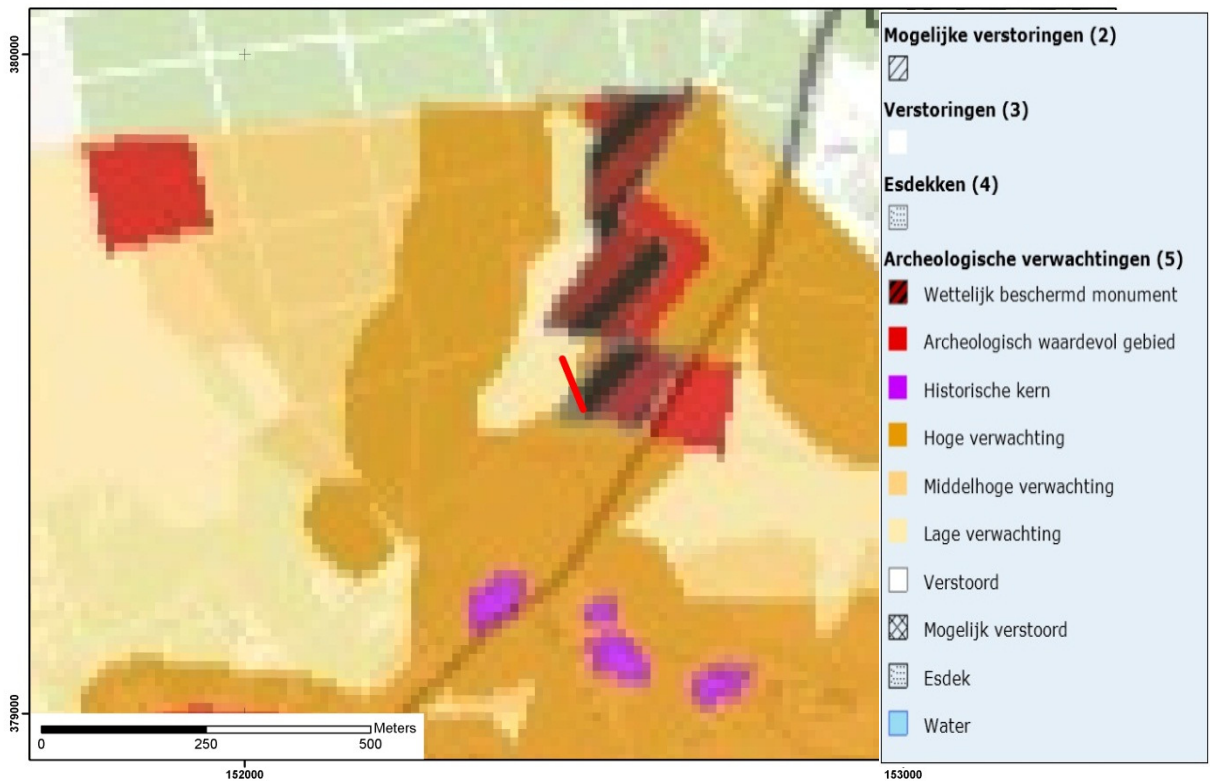 380000
379000
Meters
0 250 500
152000
153000
Mogelijke verstoringen (2)
Verstoringen (3)
Esdekken (4)
Archeologische verwachtingen (5)
Wettelijk beschermd monument
Archeologisch waardevol gebied
Historische kern
Hoge verwachting
Middelhoge verwachting
Lage verwachting
Verstoord
Mogelijk verstoord
Esdek
Water